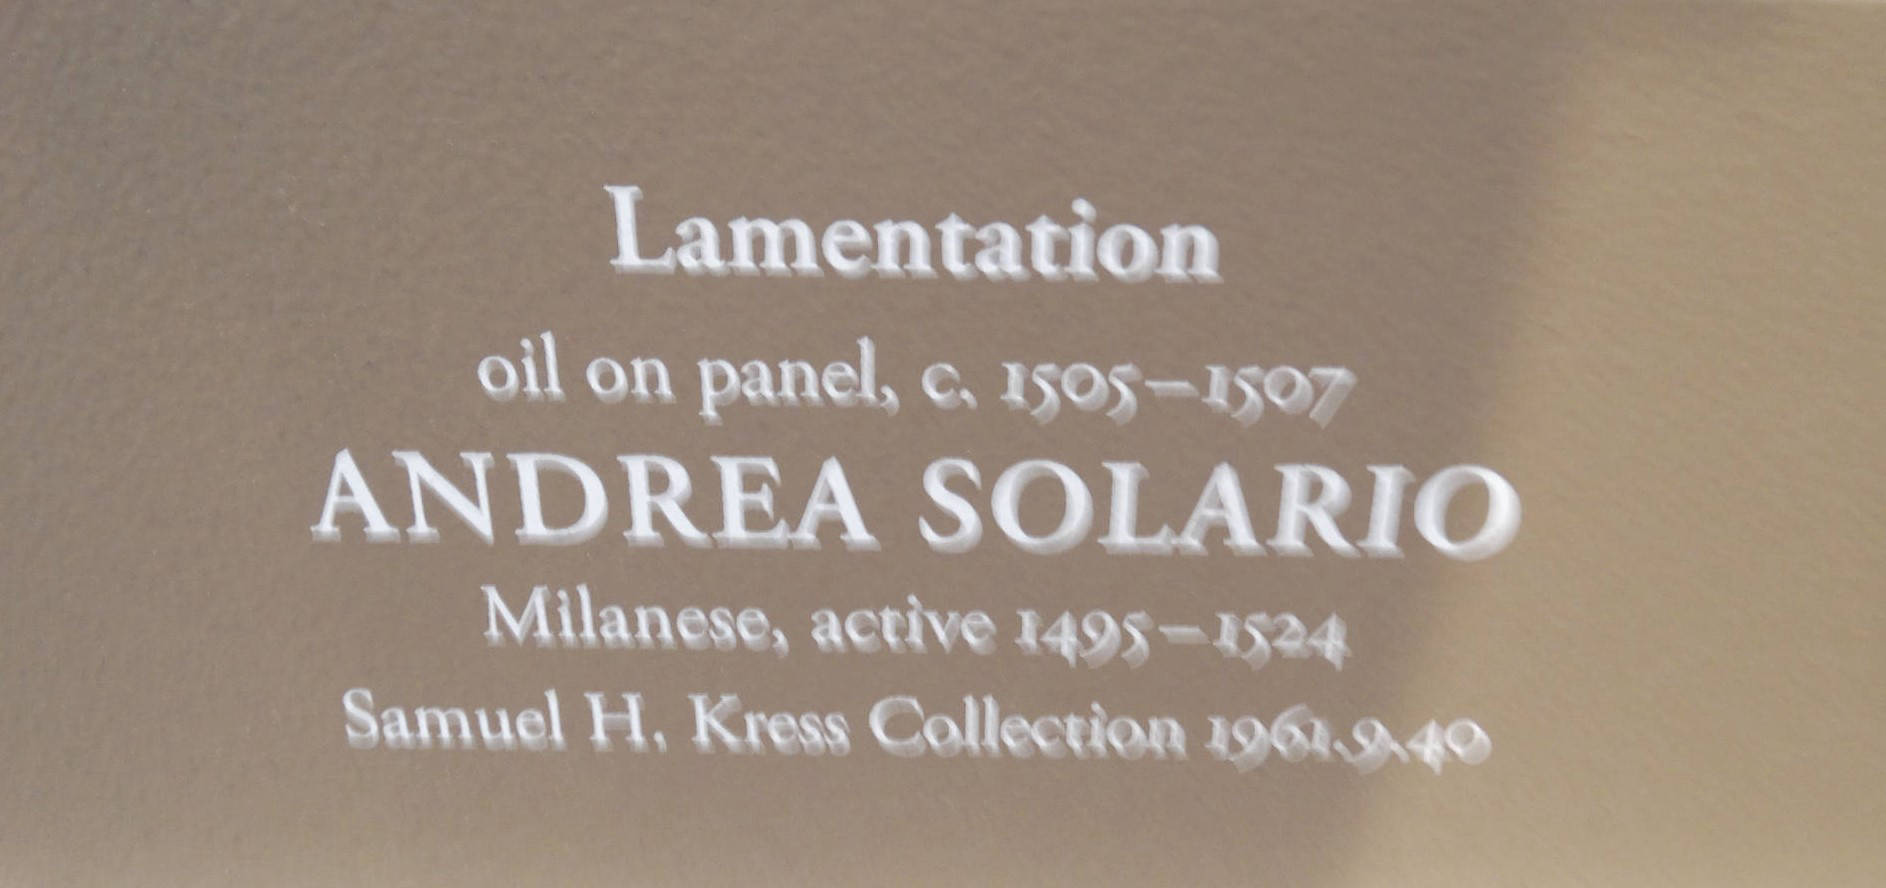 Lamentation
oil on panel, c. 1505–1507
ANDREA SOLARIO
Milanese, active 1495–1524
Samuel H. Kress Collection 1961.9.40